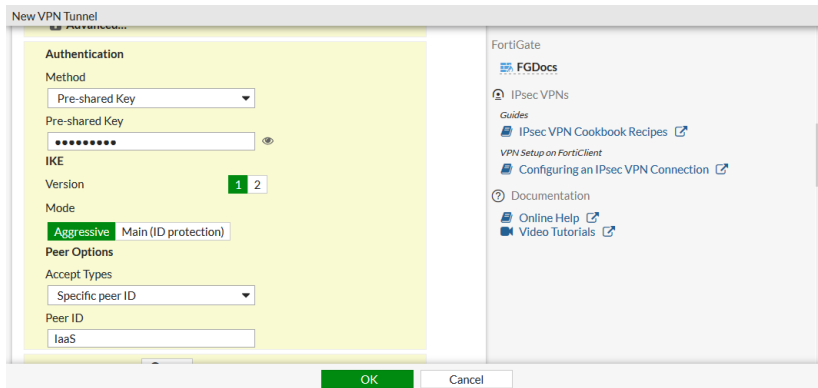 New VPN Tunnel
Advanced...
Authentication
Method
Pre-shared Key
Pre-shared Key
•••••••••
IKE
Version
1 2
Mode
Aggressive Main (ID protection)
Peer Options
Accept Types
Specific peer ID
Peer ID
IaaS
FortiGate
FGDocs
IPsec VPNs
Guides
IPsec VPN Cookbook Recipes
VPN Setup on FortiClient
Configuring an IPsec VPN Connection
Documentation
Online Help
Video Tutorials
OK Cancel